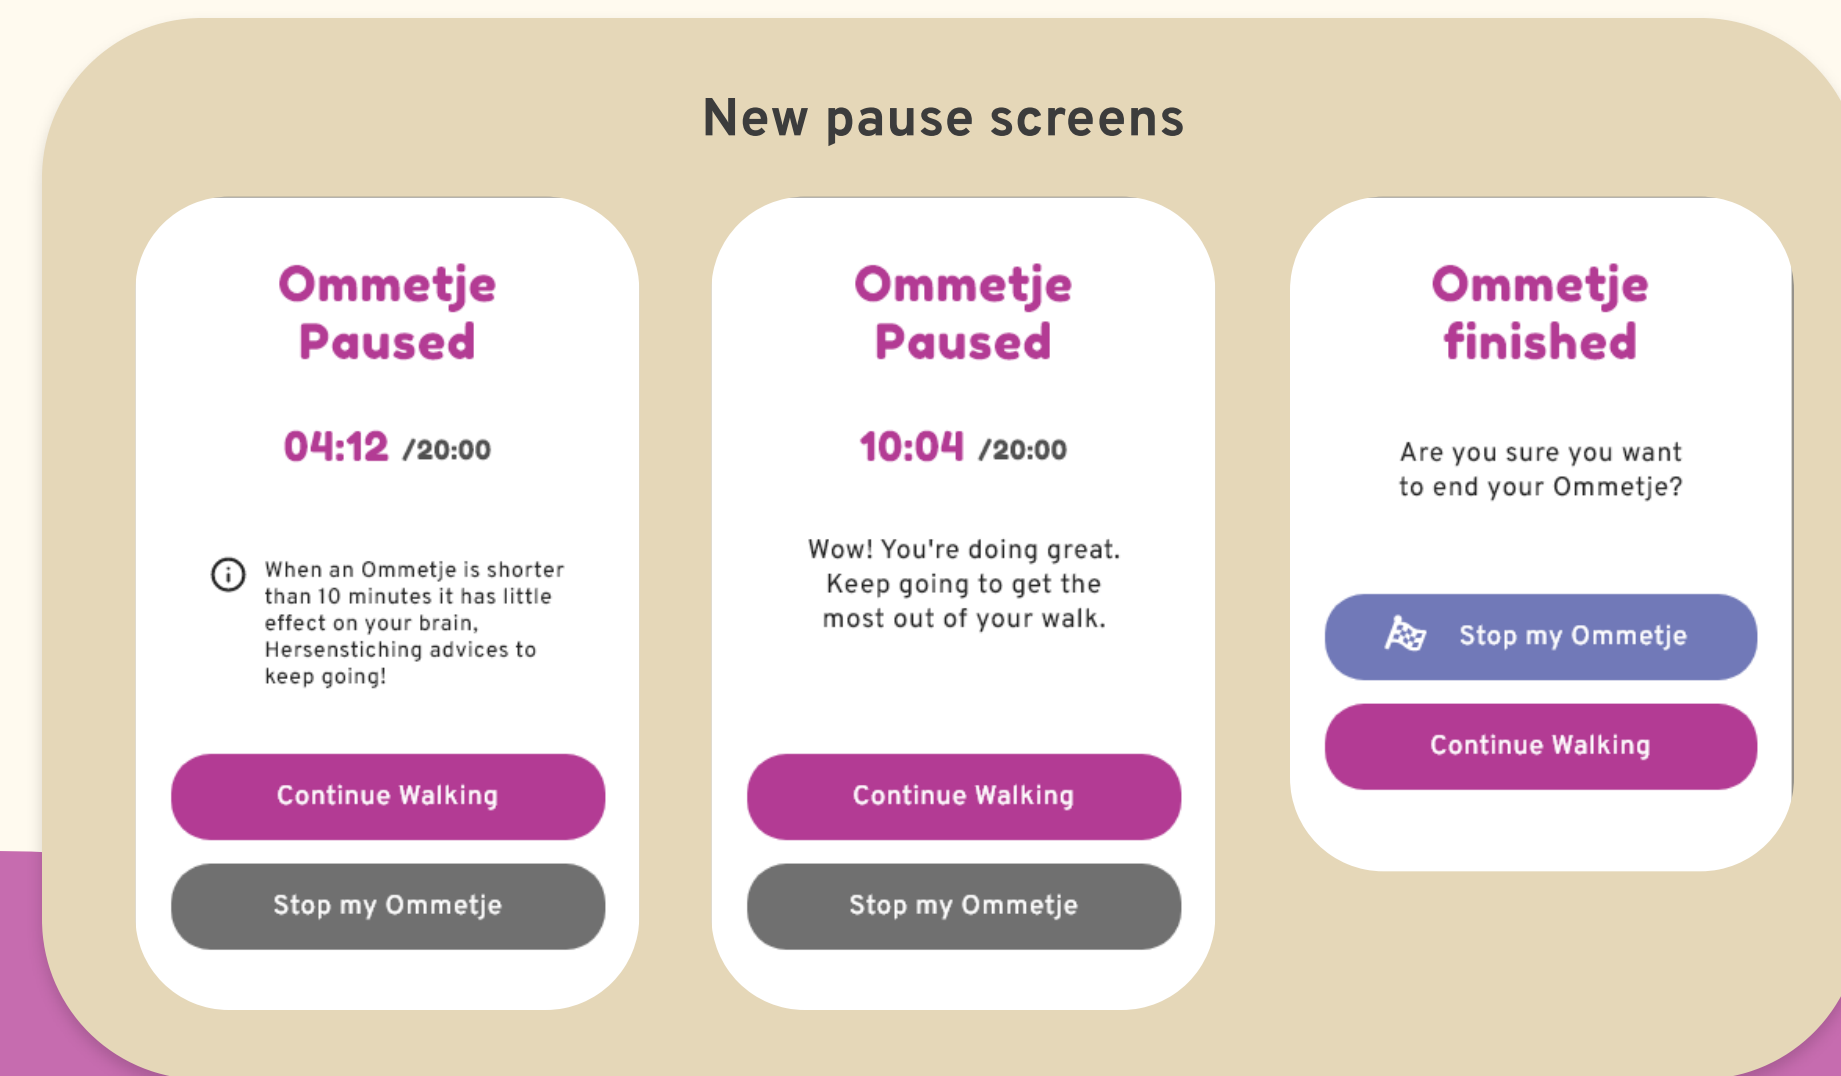 New pause screens
Ommetje
Paused
04:12 /20:00
When an Ommetje is shorter
than 10 minutes it has little
effect on your brain,
Hersenstiching advices to
keep going!
Continue Walking
Stop my Ommetje
Ommetje
Paused
10:04 /20:00
Wow! You're doing great.
Keep going to get the
most out of your walk.
Continue Walking
Stop my Ommetje
Ommetje
finished
Are you sure you want
to end your Ommetje?
Stop my Ommetje
Continue Walking